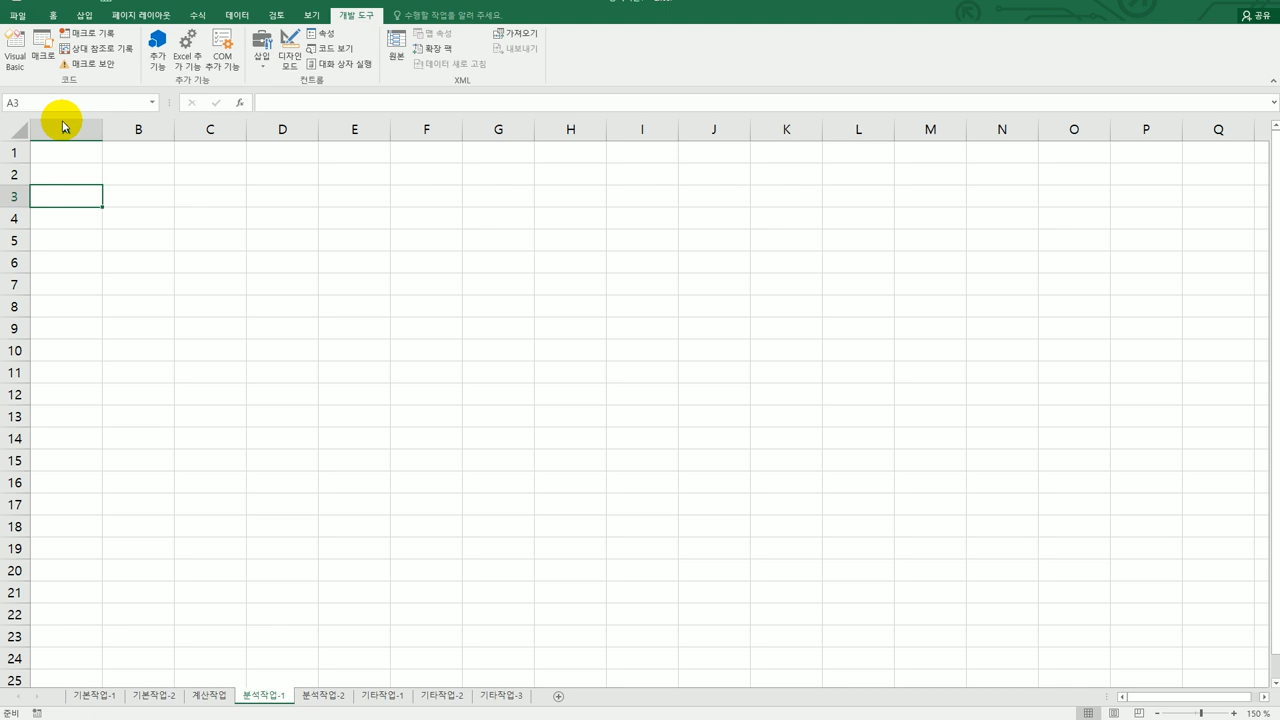 파일 홈 삽입 페이지 레이아웃 수식 데이터 검토 보기 개발 도구 수행할 작업을 알려 주세요. 공유
Visual Basic
매크로
매크로 기록
상대 참조로 기록
매크로 보안
코드
추가 기능
Excel 추가 기능
COM 추가 기능
추가 기능
삽입
디자인 모드
속성
코드 보기
대화 상자 실행
컨트롤
원본
맵 속성
확장 팩
데이터 새로 고침
가져오기
내보내기
XML
A3 fx
B C D E F G H I J K L M N O P Q
1
2
3
4
5
6
7
8
9
10
11
12
13
14
15
16
17
18
19
20
21
22
23
24
25
기본작업-1 기본작업-2 계산작업 분석작업-1 분석작업-2 기타작업-1 기타작업-2 기타작업-3
준비 150 %